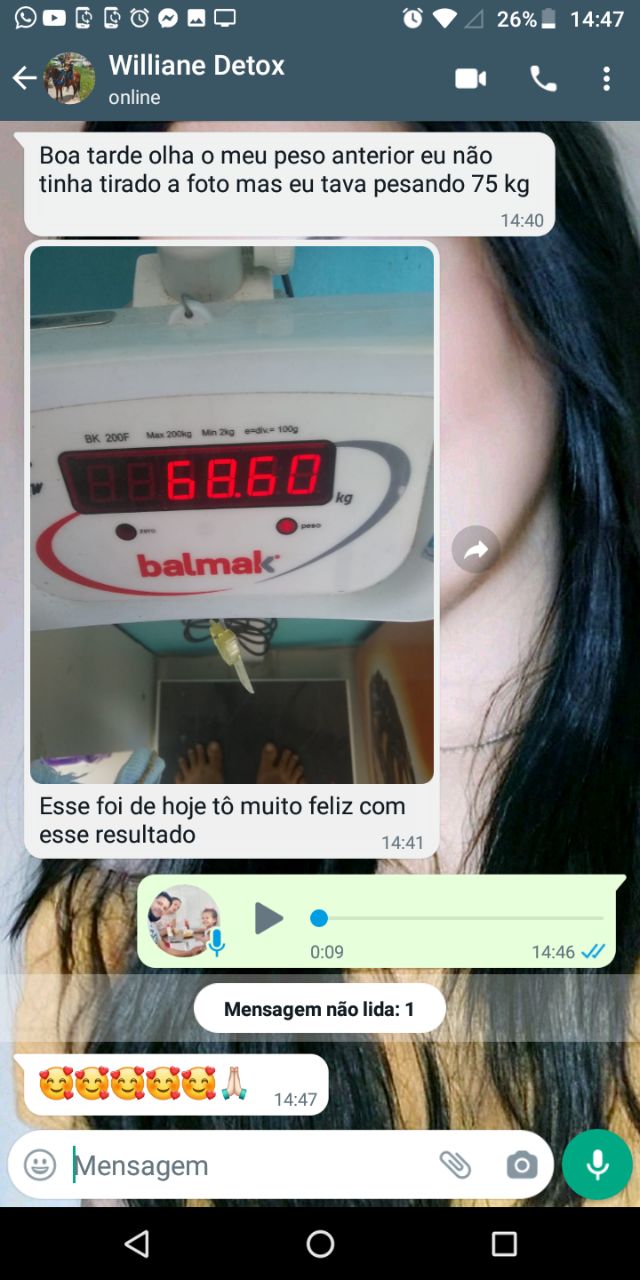 26%
14:47
Williane Detox
online
Boa tarde olha o meu peso anterior eu não
tinha tirado a foto mas eu tava pesando 75 kg
14:40
BK 200F Max 200kg Min 2kg e=div.= 100g
68.60
kg
zero
peso
balmak
Esse foi de hoje tô muito feliz com
esse resultado
14:41
0:09
14:46
Mensagem não lida: 1
14:47
Mensagem